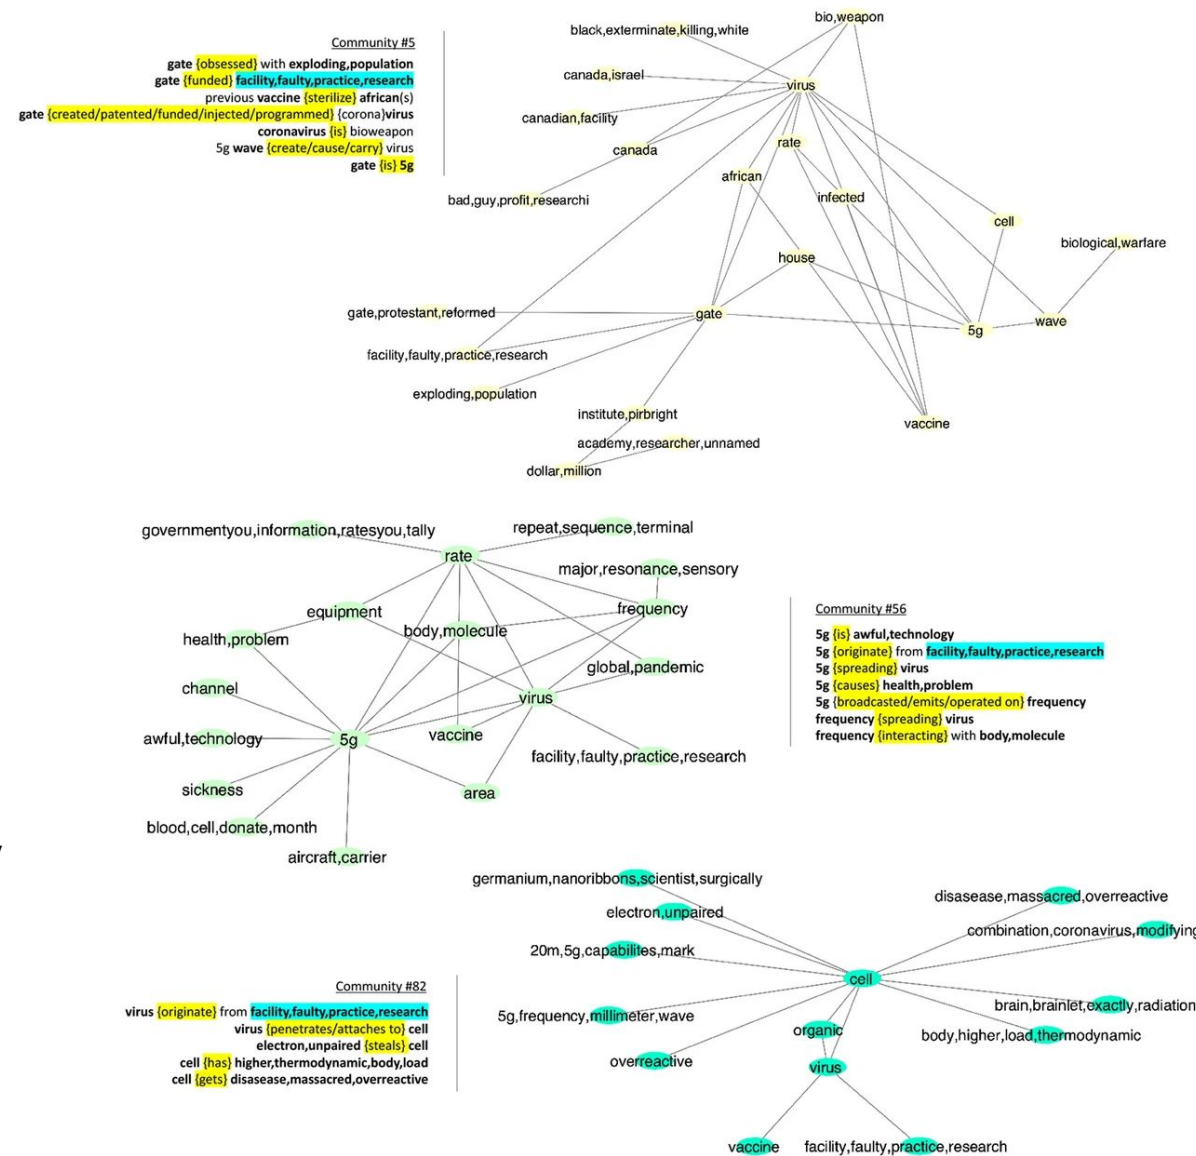 Community #5
gate {obsessed} with exploding,population
gate {funded} facility,faulty,practice,research
previous vaccine {sterilize} african(s)
gate {created/patented/funded/injected/programmed} {corona}virus
coronavirus {is} bioweapon
5g wave {create/cause/carry} virus
gate {is} 5g
bio,weapon
black,exterminate,killing,white
canada,israel
virus
canadian,facility
rate
canada
african
infected
bad,guy,profit,researchi
cell
biological,warfare
house
gate,protestant,reformed
gate
wave
5g
facility,faulty,practice,research
exploding,population
institute,pirbright
vaccine
academy,researcher,unnamed
dollar,million
governmentyou,information,ratesyou,tally
repeat,sequence,terminal
rate
major,resonance,sensory
equipment
frequency
body,molecule
health,problem
global,pandemic
channel
virus
awful,technology
5g
vaccine
facility,faulty,practice,research
sickness
area
blood,cell,donate,month
aircraft,carrier
Community #56
5g {is} awful,technology
5g {originate} from facility,faulty,practice,research
5g {spreading} virus
5g {causes} health,problem
5g {broadcasted/emits/operated on} frequency
frequency {spreading} virus
frequency {interacting} with body,molecule
Community #82
virus {originate} from facility,faulty,practice,research
virus {penetrates/attaches to} cell
electron,unpaired {steals} cell
cell {has} higher,thermodynamic,body,load
cell {gets} disasease,massacred,overreactive
germanium,nanoribbons,scientist,surgically
disasease,massacred,overreactive
electron,unpaired
combination,coronavirus,modifying
20m,5g,capabilites,mark
cell
brain,brainlet,exactly,radiation
5g,frequency,millimeter,wave
organic
body,higher,load,thermodynamic
overreactive
virus
vaccine
facility,faulty,practice,research